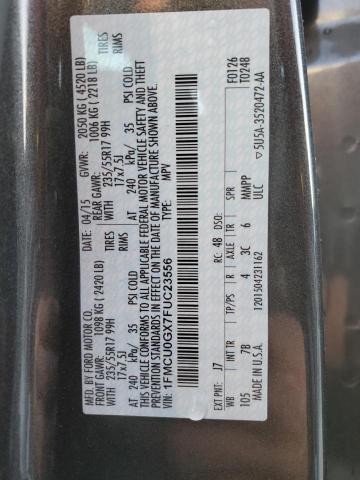 MFD. BY FORD MOTOR CO.
DATE: 04/15 GVWR: 2050 KG ( 4520 LB)
FRONT GAWR: 1098 KG ( 2420 LB) REAR GAWR: 1006 KG ( 2218 LB)
WITH 235/55R17 99H TIRES 235/55R17 99H TIRES
17x7.5J RIMS 17x7.5J RIMS
AT 240 kPa/ 35 PSI COLD AT 240 kPa/ 35 PSI COLD
THIS VEHICLE CONFORMS TO ALL APPLICABLE FEDERAL MOTOR VEHICLE SAFETY AND THEFT
PREVENTION STANDARDS IN EFFECT ON THE DATE OF MANUFACTURE SHOWN ABOVE.
VIN: 1FMCU0GX7FUC23556
TYPE: MPV
F0126
T0248
EXT PNT: J7 RC: 48 DSO:
WB INT TR TP/PS R AXLE TR SPR
105 7B 4 3C 6 MMPP
MADE IN U.S.A. ULC
1201504231162
5U5A-3520472-AA